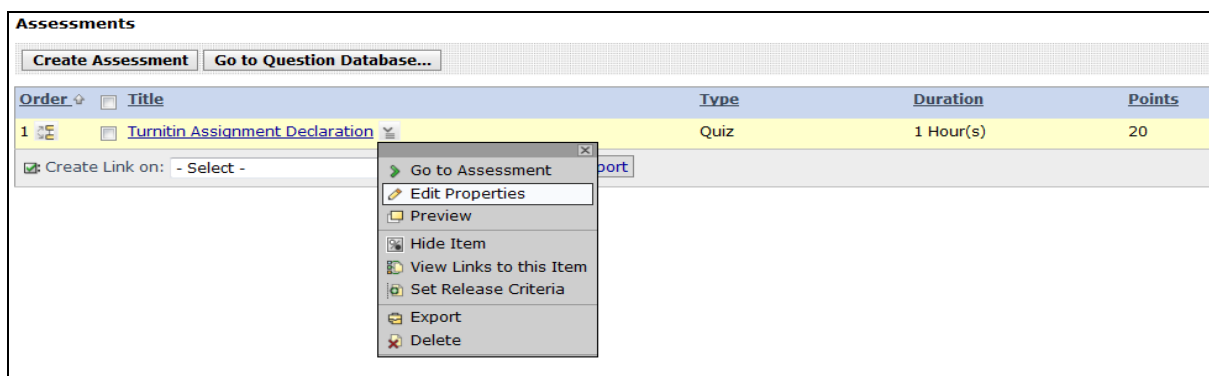 Assessments
Create Assessment Go to Question Database...
Order Title Type Duration Points
1 Turnitin Assignment Declaration Quiz 1 Hour(s) 20
Create Link on: - Select - port
Go to Assessment
Edit Properties
Preview
Hide Item
View Links to this Item
Set Release Criteria
Export
Delete